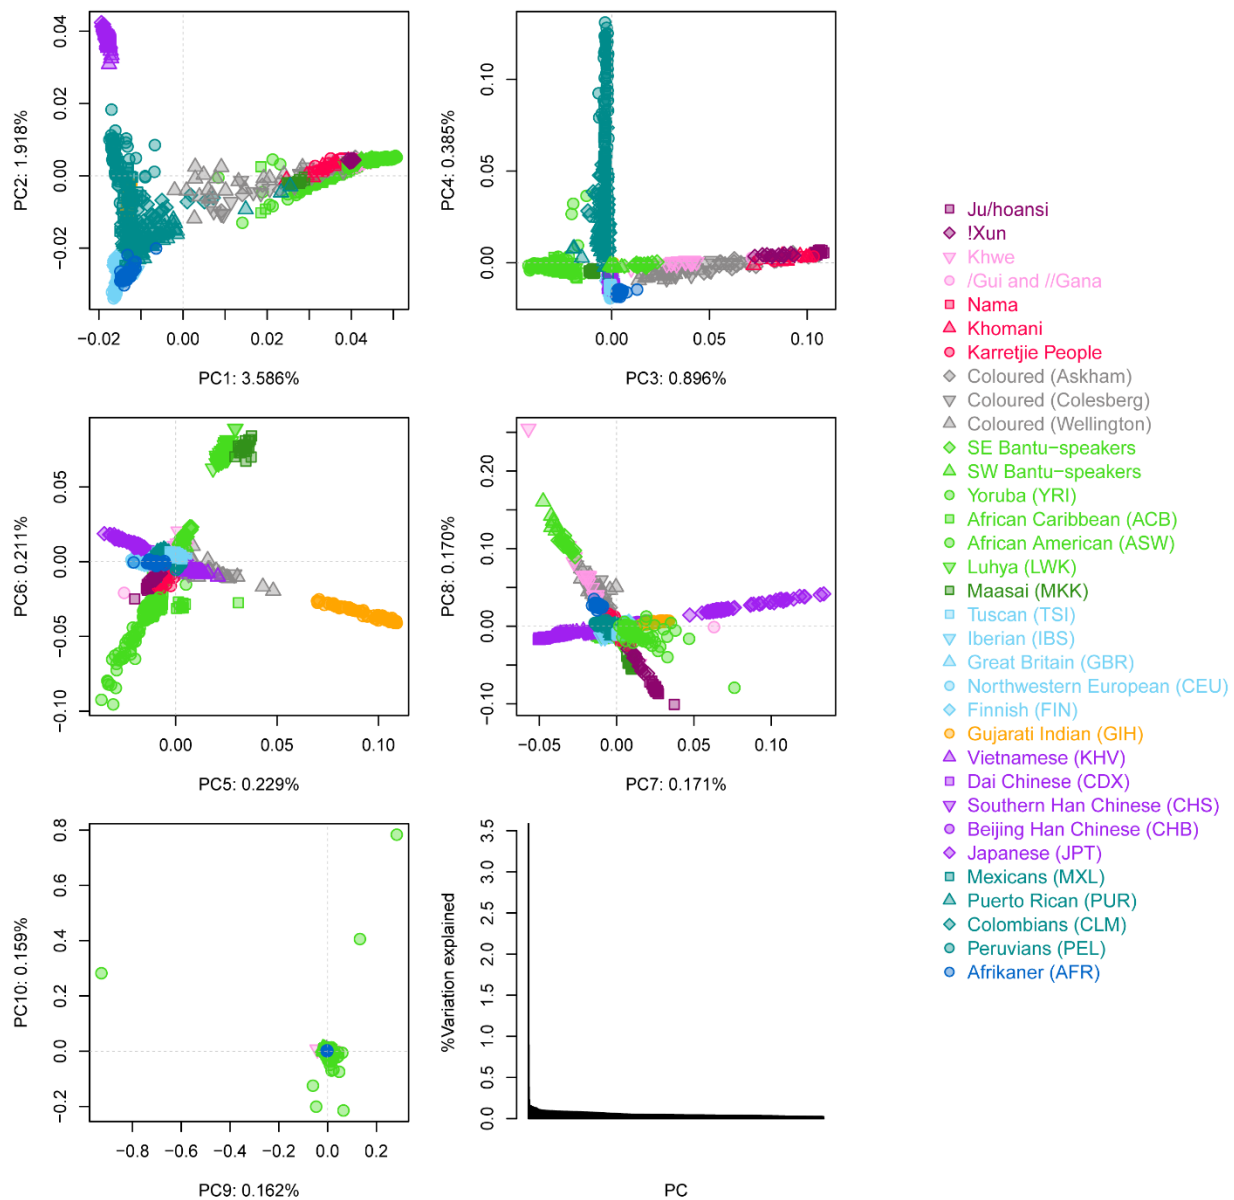 PC2: 1.918%
0.04
0.02
0.00
−0.02
−0.02
0.00
0.02
0.04
PC1: 3.586%
PC4: 0.385%
0.10
0.05
0.00
0.00
0.05
0.10
PC3: 0.896%
PC6: 0.211%
0.05
0.00
−0.05
−0.10
0.00
0.05
0.10
PC5: 0.229%
PC8: 0.170%
0.20
0.10
0.00
−0.10
−0.05
0.00
0.05
0.10
PC7: 0.171%
PC10: 0.159%
0.8
0.6
0.4
0.2
0.0
−0.2
−0.8
−0.6
−0.4
−0.2
0.0
0.2
PC9: 0.162%
%Variation explained
3.5
3.0
2.5
2.0
1.5
1.0
0.5
0.0
PC
Ju/hoansi
!Xun
Khwe
/Gui and //Gana
Nama
Khomani
Karretjie People
Coloured (Askham)
Coloured (Colesberg)
Coloured (Wellington)
SE Bantu−speakers
SW Bantu−speakers
Yoruba (YRI)
African Caribbean (ACB)
African American (ASW)
Luhya (LWK)
Maasai (MKK)
Tuscan (TSI)
Iberian (IBS)
Great Britain (GBR)
Northwestern European (CEU)
Finnish (FIN)
Gujarati Indian (GIH)
Vietnamese (KHV)
Dai Chinese (CDX)
Southern Han Chinese (CHS)
Beijing Han Chinese (CHB)
Japanese (JPT)
Mexicans (MXL)
Puerto Rican (PUR)
Colombians (CLM)
Peruvians (PEL)
Afrikaner (AFR)